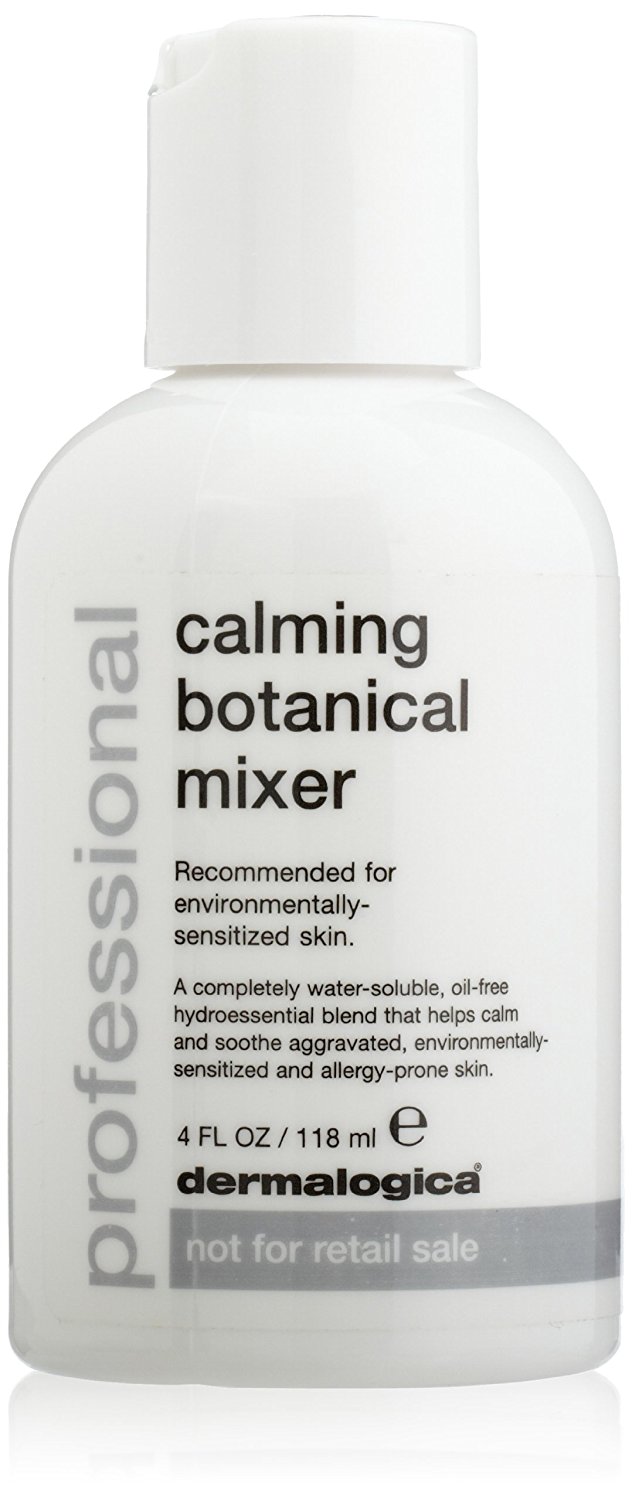 professional
calming
botanical
mixer
Recommended for
environmentally-
sensitized skin.
A completely water-soluble, oil-free
hydroessential blend that helps calm
and soothe aggravated, environmentally-
sensitized and allergy-prone skin.
4 FL OZ / 118 ml ℮
dermalogica®
not for retail sale